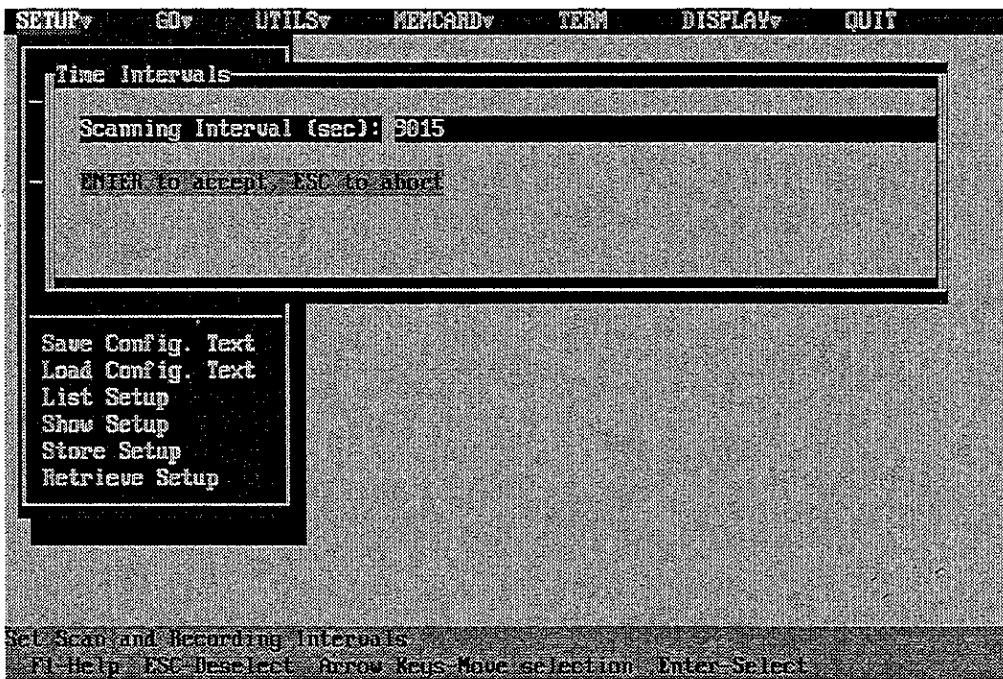 SETUP▼ GO▼ UTILS▼ MEMCARD▼ TERM DISPLAY▼ QUIT
Time Intervals
Scanning Interval (sec): 9015
ENTER to accept, ESC to abort
Save Config. Text
Load Config. Text
List Setup
Show Setup
Store Setup
Retrieve Setup
Set Scan and Recording Intervals
F1-Help ESC-Deselect Arrow Keys-Move selection Enter-Select